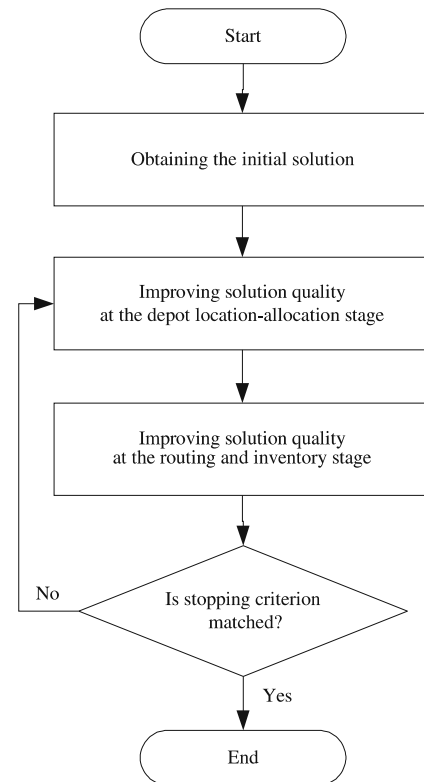 Start
Obtaining the initial solution
Improving solution quality
at the depot location-allocation stage
Improving solution quality
at the routing and inventory stage
Is stopping criterion
matched?
No
Yes
End